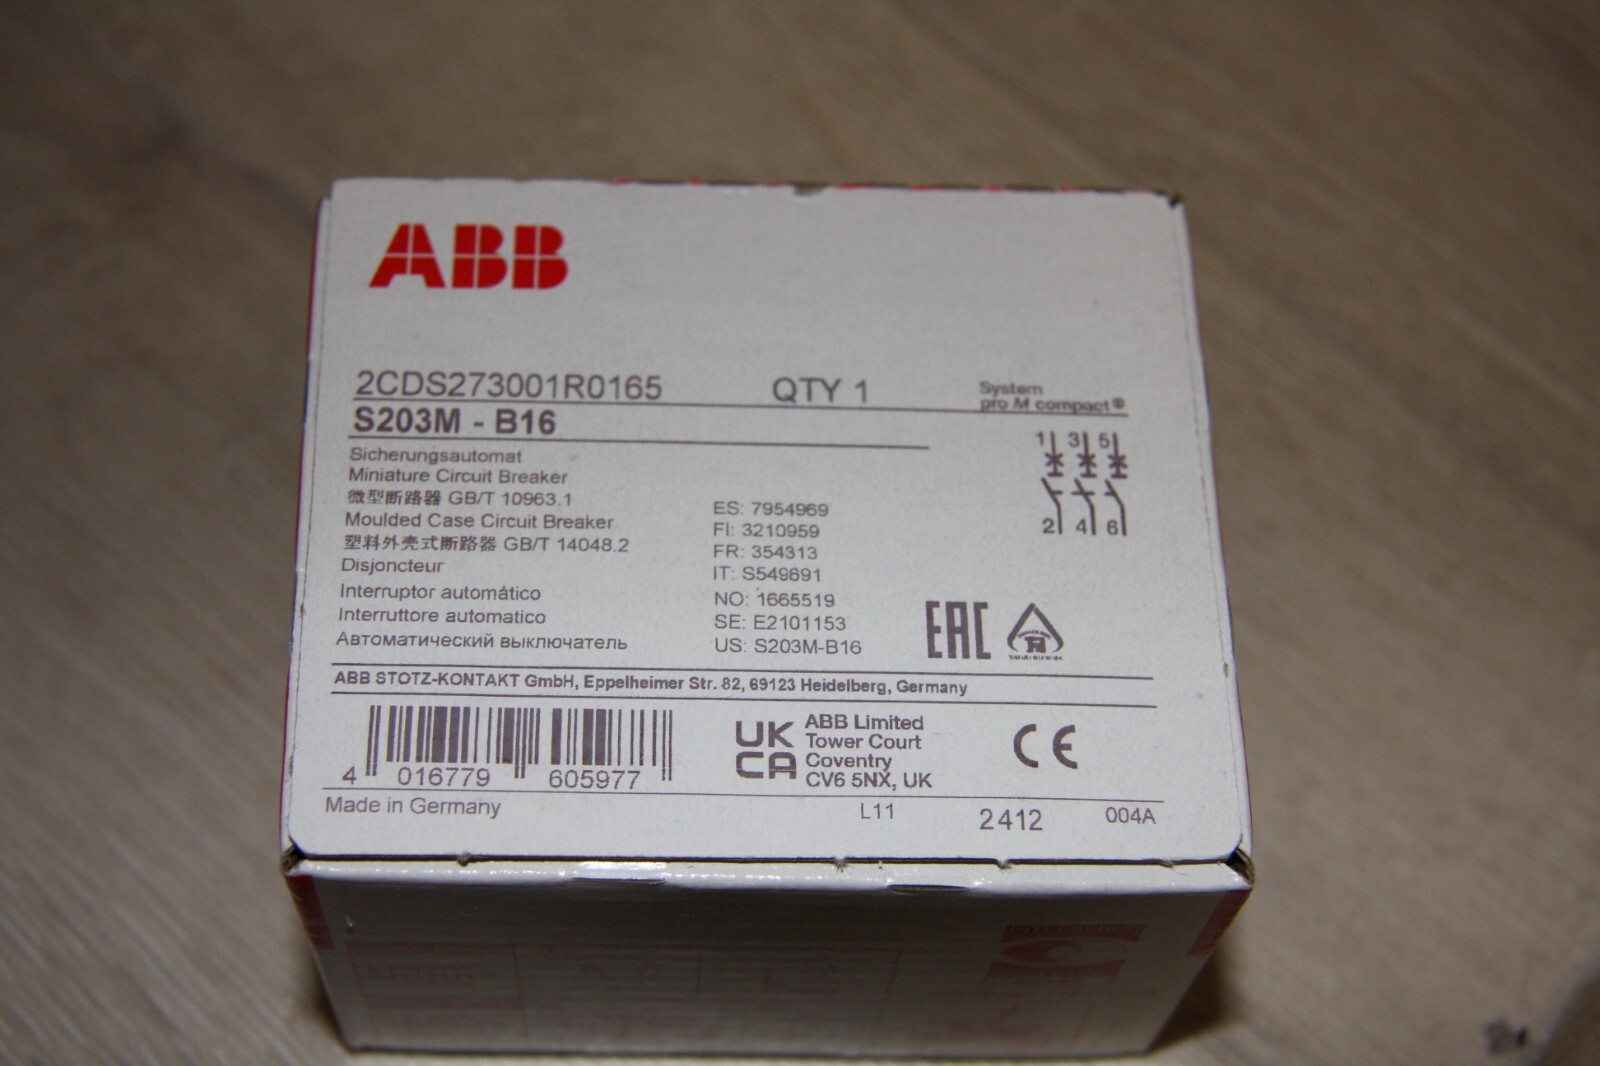 ABB
2CDS273001R0165 QTY 1
System
pro M compact®
S203M - B16
1 3 5
2 4 6
Sicherungsautomat
Miniature Circuit Breaker
微型断路器 GB/T 10963.1
Moulded Case Circuit Breaker
塑料外壳式断路器 GB/T 14048.2
Disjoncteur
Interruptor automático
Interruttore automatico
Автоматический выключатель
ES: 7954969
FI: 3210959
FR: 354313
IT: S549691
NO: 1665519
SE: E2101153
US: S203M-B16
EAC
ABB STOTZ-KONTAKT GmbH, Eppelheimer Str. 82, 69123 Heidelberg, Germany
4 016779 605977
UK
CA
ABB Limited
Tower Court
Coventry
CV6 5NX, UK
CE
Made in Germany L11 2412 004A